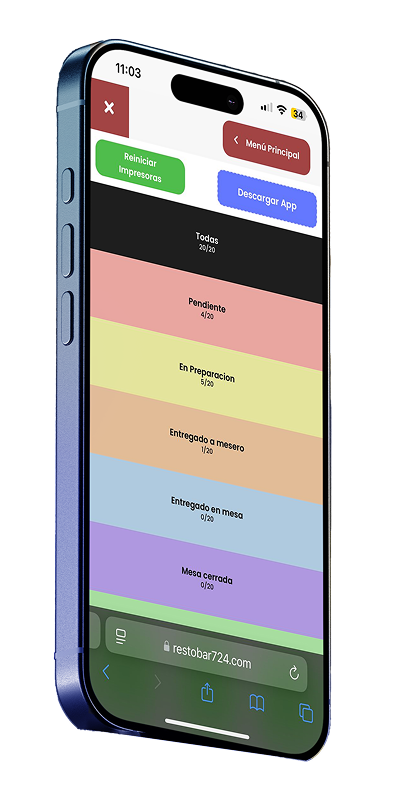 11:03
34
×
Menú Principal
Reiniciar
Impresoras
Descargar App
Todas
20/20
Pendiente
4/20
En Preparacion
5/20
Entregado a mesero
1/20
Entregado en mesa
0/20
Mesa cerrada
0/20
restobar724.com